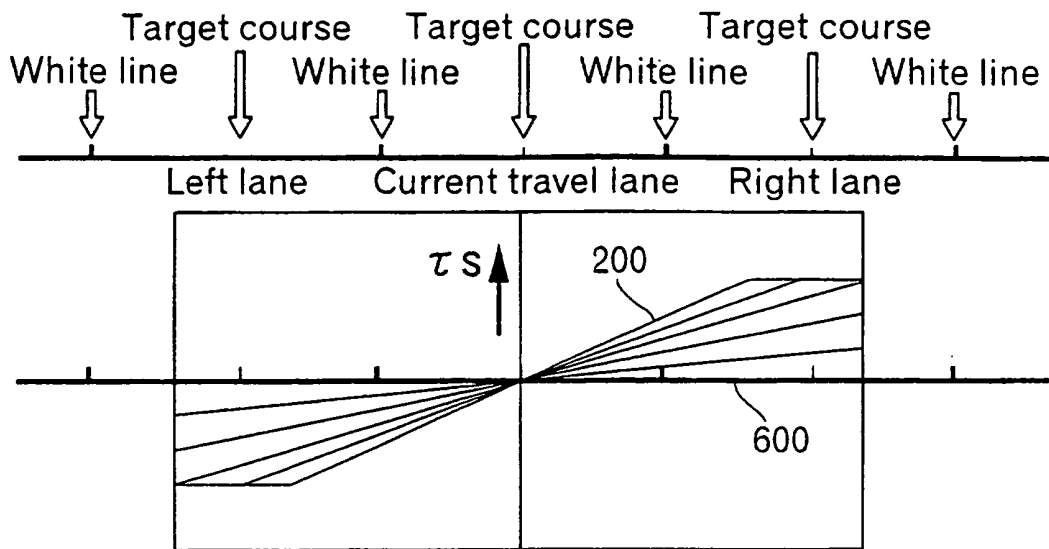 Target course Target course Target course
White line White line White line White line
Left lane Current travel lane Right lane
τ S
200
600